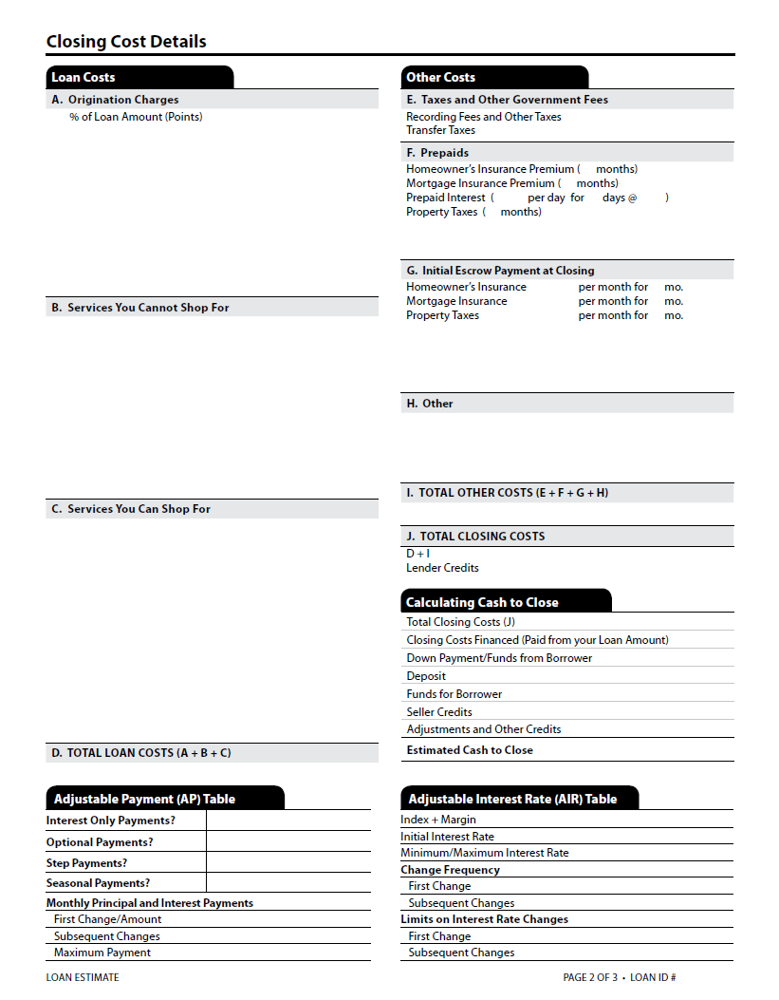 Closing Cost Details
Loan Costs
A. Origination Charges
% of Loan Amount (Points)
B. Services You Cannot Shop For
C. Services You Can Shop For
D. TOTAL LOAN COSTS (A + B + C)
Other Costs
E. Taxes and Other Government Fees
Recording Fees and Other Taxes
Transfer Taxes
F. Prepaids
Homeowner’s Insurance Premium ( months)
Mortgage Insurance Premium ( months)
Prepaid Interest ( per day for days @ )
Property Taxes ( months)
G. Initial Escrow Payment at Closing
Homeowner’s Insurance per month for mo.
Mortgage Insurance per month for mo.
Property Taxes per month for mo.
H. Other
I. TOTAL OTHER COSTS (E + F + G + H)
J. TOTAL CLOSING COSTS
D + I
Lender Credits
Calculating Cash to Close
Total Closing Costs (J)
Closing Costs Financed (Paid from your Loan Amount)
Down Payment/Funds from Borrower
Deposit
Funds for Borrower
Seller Credits
Adjustments and Other Credits
Estimated Cash to Close
Adjustable Payment (AP) Table
Interest Only Payments?
Optional Payments?
Step Payments?
Seasonal Payments?
Monthly Principal and Interest Payments
First Change/Amount
Subsequent Changes
Maximum Payment
Adjustable Interest Rate (AIR) Table
Index + Margin
Initial Interest Rate
Minimum/Maximum Interest Rate
Change Frequency
First Change
Subsequent Changes
Limits on Interest Rate Changes
First Change
Subsequent Changes
LOAN ESTIMATE
PAGE 2 OF 3 • LOAN ID #